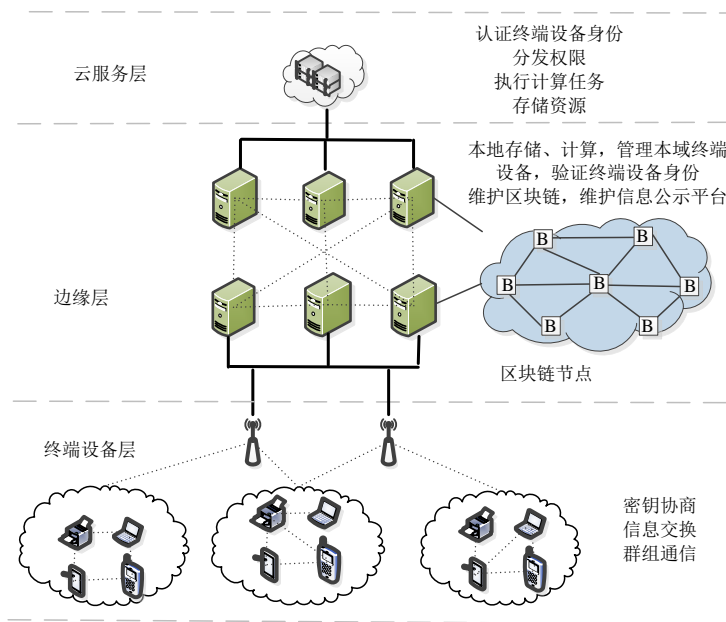 云服务层
认证终端设备身份
分发权限
执行计算任务
存储资源
本地存储、计算，管理本域终端
设备，验证终端设备身份
维护区块链，维护信息公示平台
边缘层
B
B
B
B
B
B
B
区块链节点
终端设备层
密钥协商
信息交换
群组通信